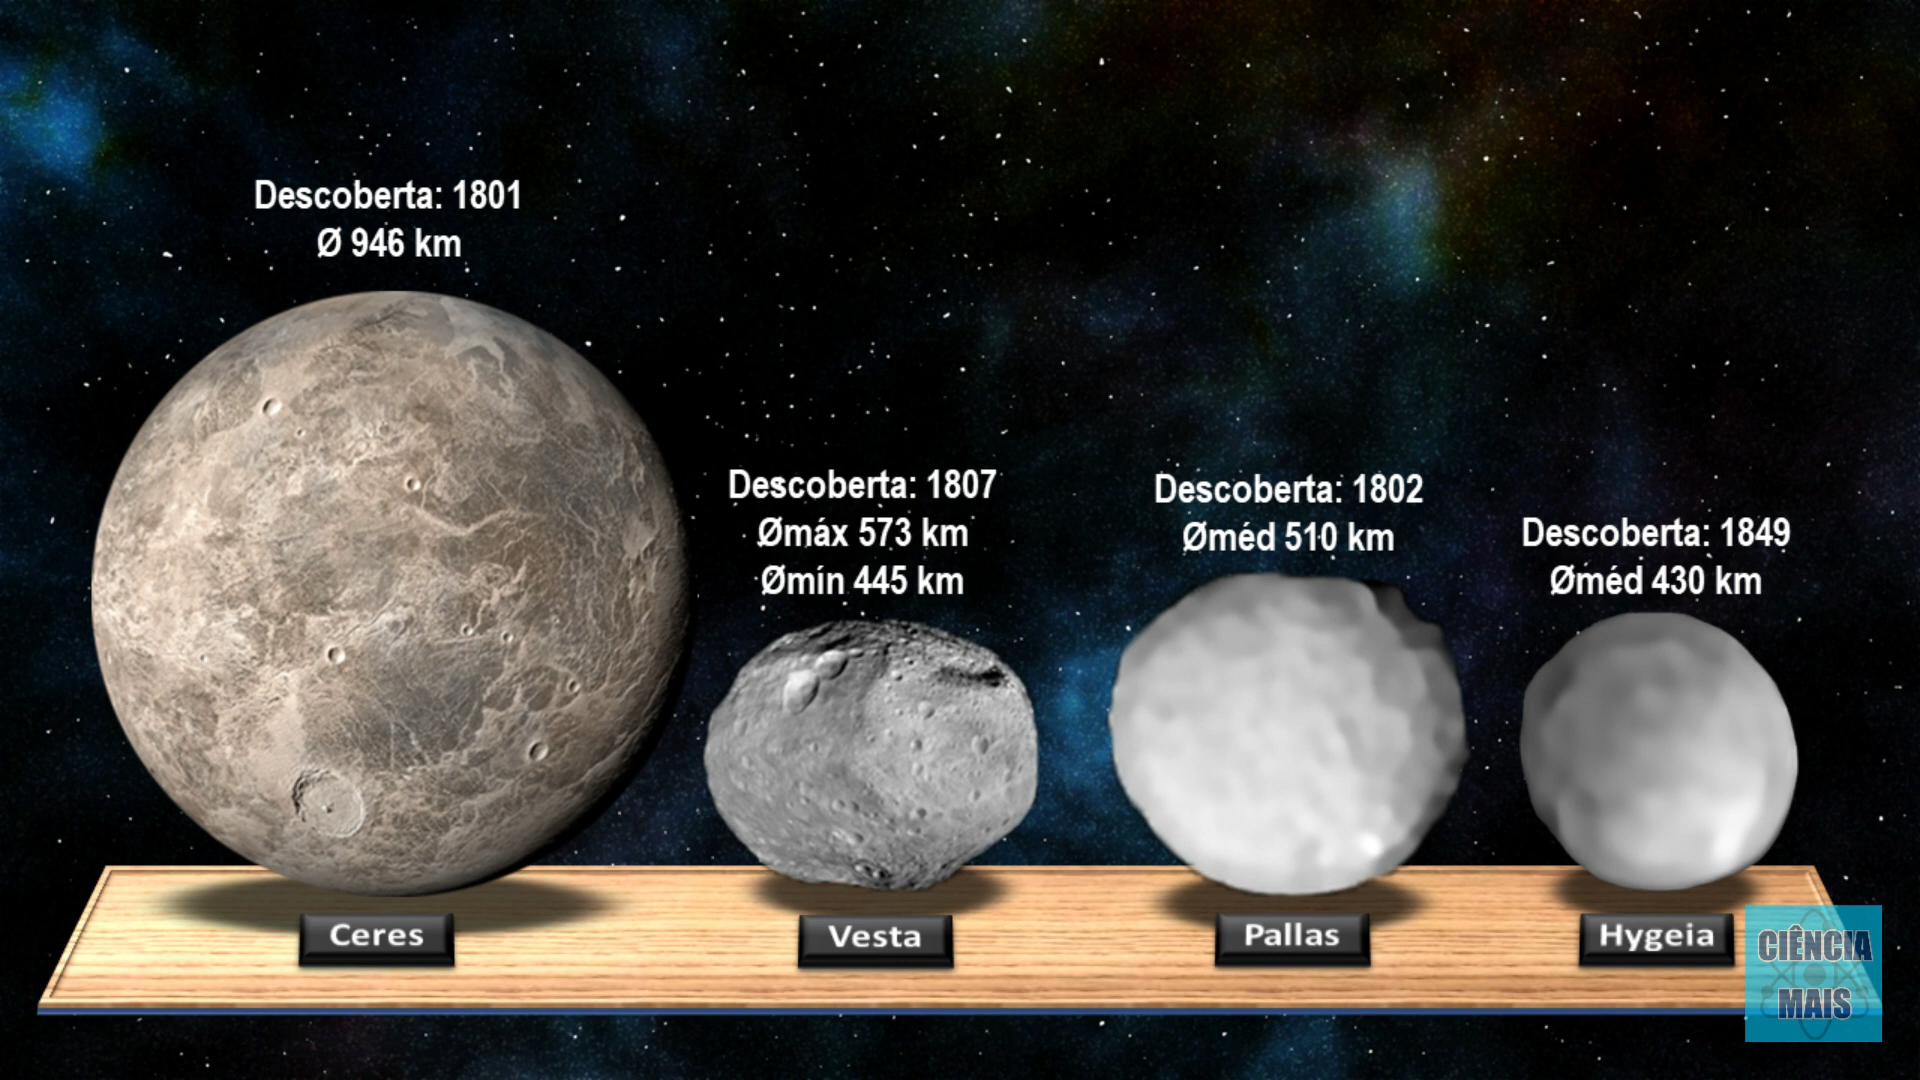 Descoberta: 1801
Ø 946 km
Descoberta: 1807
Ømáx 573 km
Ømín 445 km
Descoberta: 1802
Øméd 510 km
Descoberta: 1849
Øméd 430 km
Ceres
Vesta
Pallas
Hygeia
CIÊNCIA
MAIS